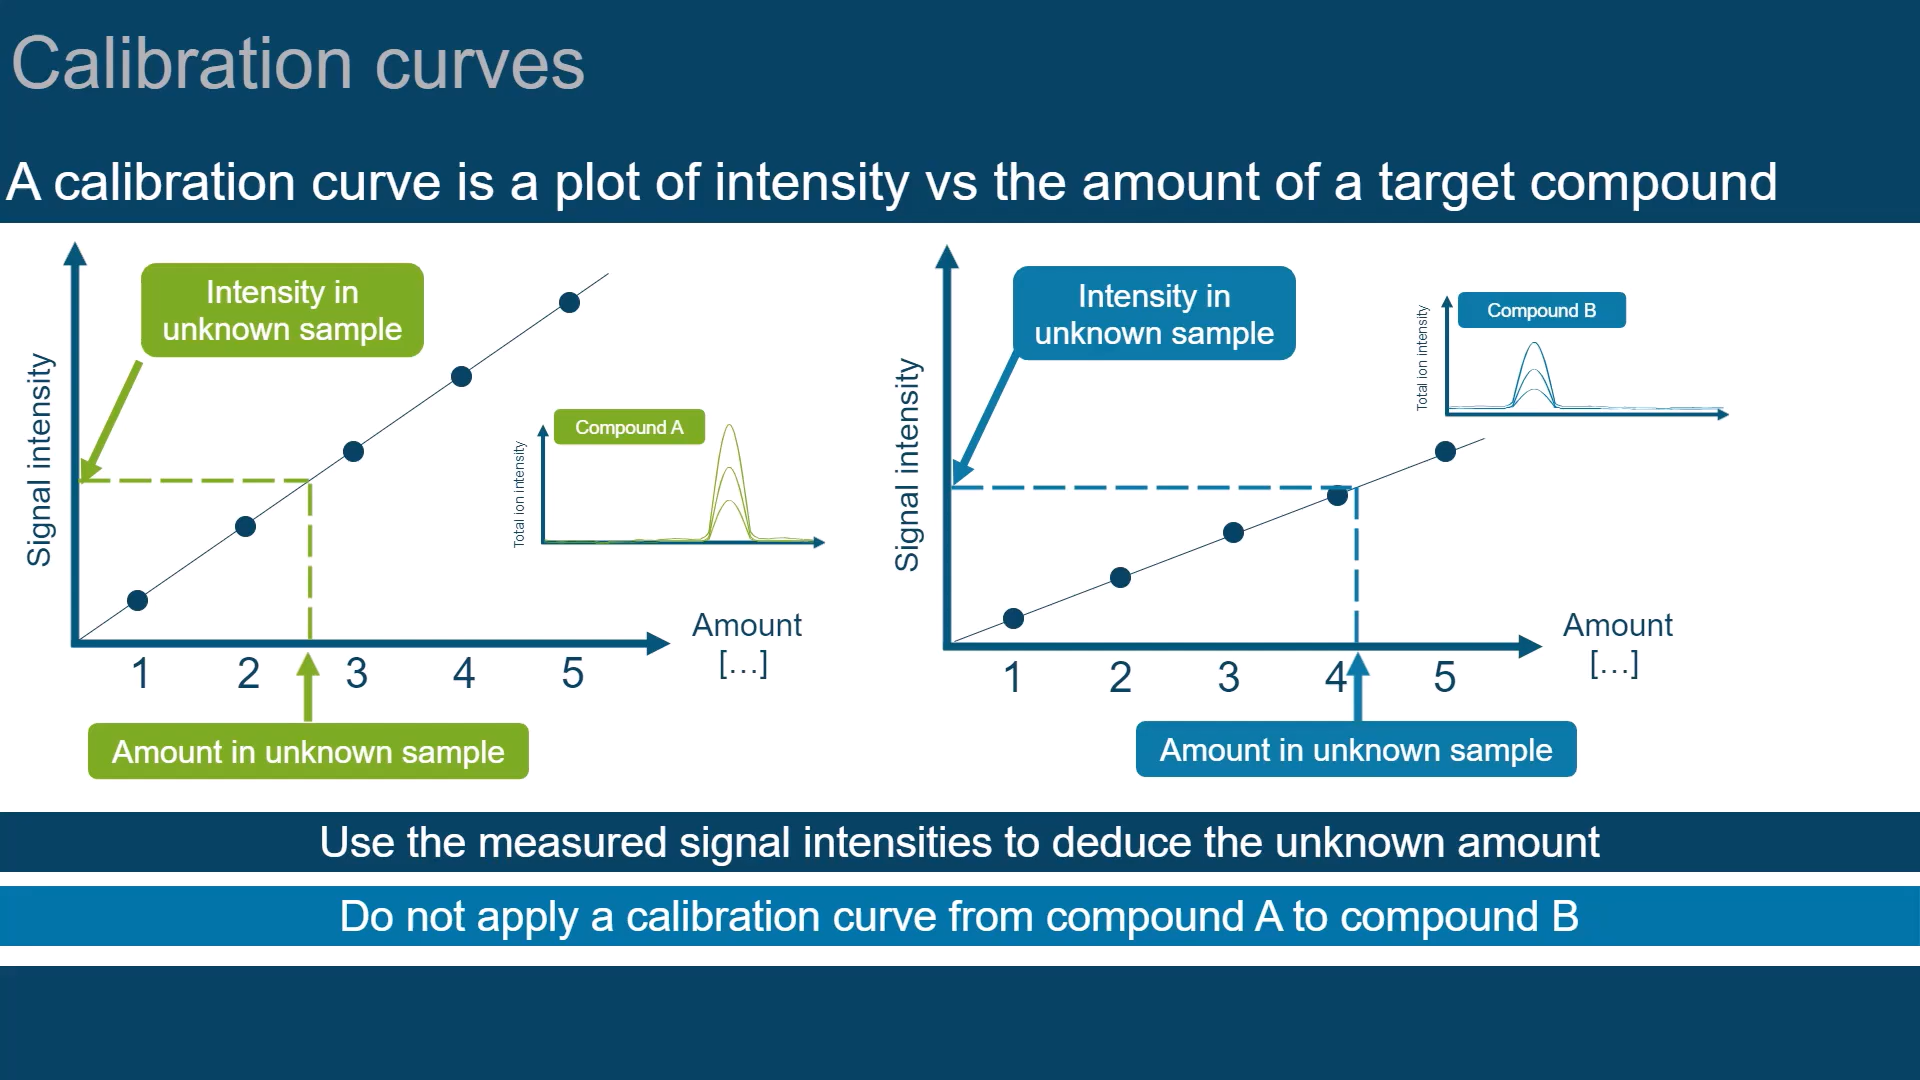 Calibration curves
A calibration curve is a plot of intensity vs the amount of a target compound
Intensity in
unknown sample
Signal intensity
Compound A
Total ion intensity
1 2 3 4 5
Amount
[...]
Amount in unknown sample
Intensity in
unknown sample
Signal intensity
Compound B
Total ion intensity
1 2 3 4 5
Amount
[...]
Amount in unknown sample
Use the measured signal intensities to deduce the unknown amount
Do not apply a calibration curve from compound A to compound B